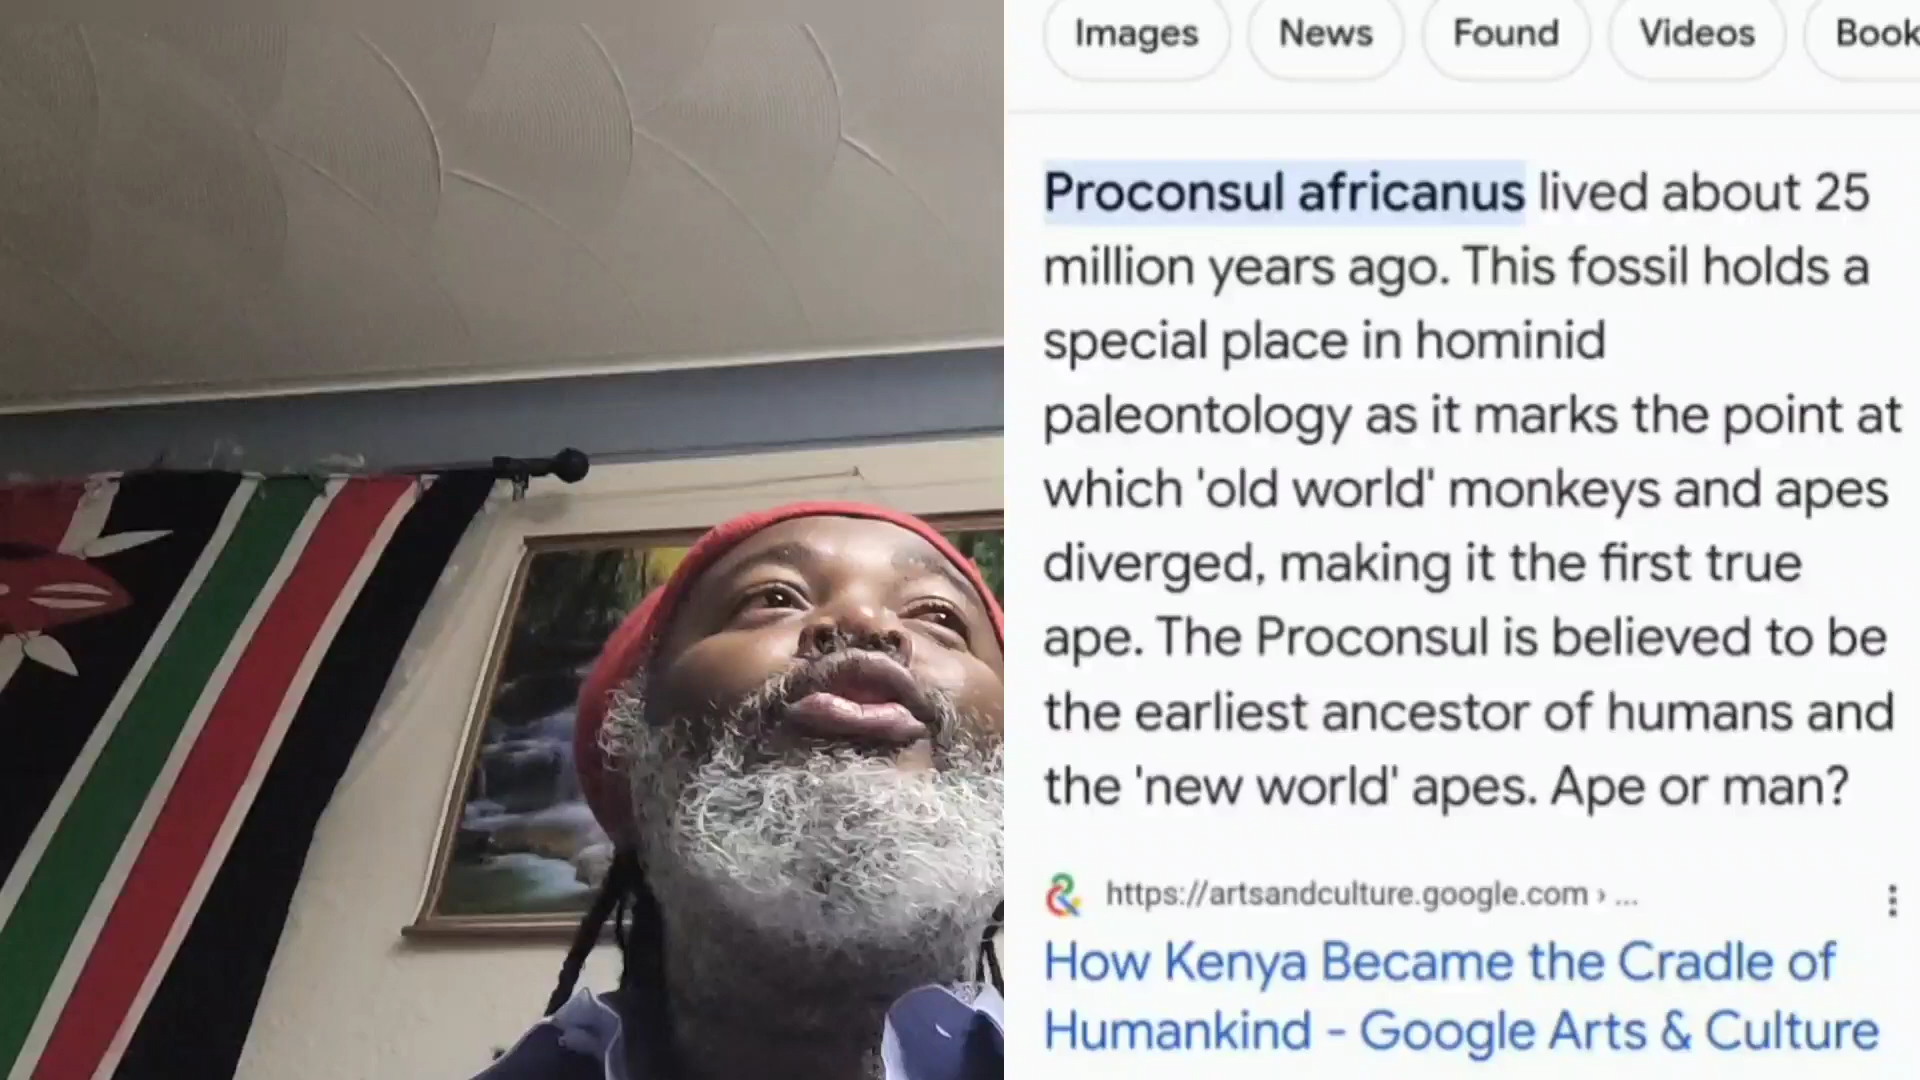 Images News Found Videos
Proconsul africanus lived about 25
million years ago. This fossil holds a
special place in hominid
paleontology as it marks the point at
which 'old world' monkeys and apes
diverged, making it the first true
ape. The Proconsul is believed to be
the earliest ancestor of humans and
the 'new world' apes. Ape or man?
https://artsandculture.google.com › ...
How Kenya Became the Cradle of
Humankind - Google Arts & Culture